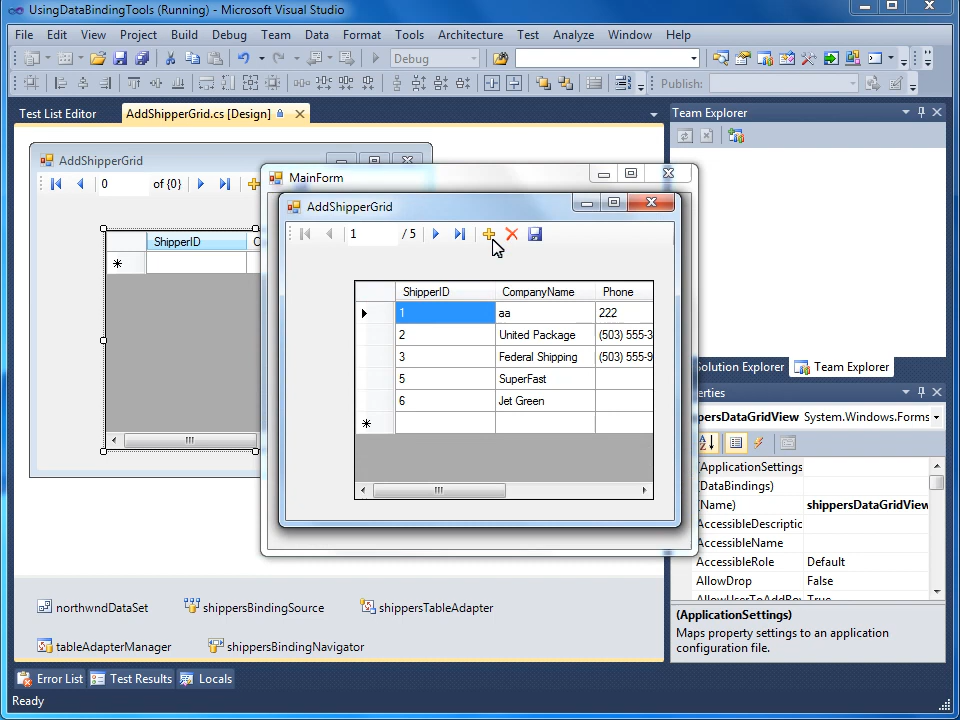 UsingDataBindingTools (Running) - Microsoft Visual Studio
File Edit View Project Build Debug Team Data Format Tools Architecture Test Analyze Window Help
Debug
Publish:
Test List Editor AddShipperGrid.cs [Design]
Team Explorer
AddShipperGrid
0 of {0}
ShipperID C
MainForm
AddShipperGrid
1 / 5
ShipperID CompanyName Phone
1 aa 222
2 United Package (503) 555-3
3 Federal Shipping (503) 555-9
5 SuperFast
6 Jet Green
olution Explorer Team Explorer
perties
ppersDataGridView System.Windows.Forms
(ApplicationSettings
(DataBindings)
(Name) shippersDataGridView
AccessibleDescriptic
AccessibleName
AccessibleRole Default
AllowDrop False
AllowUserToAddRov True
(ApplicationSettings)
Maps property settings to an application
configuration file.
northwndDataSet shippersBindingSource shippersTableAdapter
tableAdapterManager shippersBindingNavigator
Error List Test Results Locals
Ready